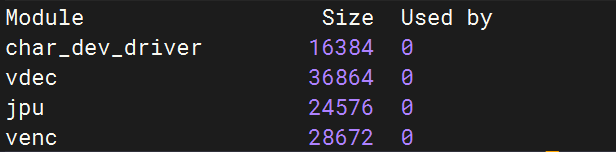 Module Size Used by
char_dev_driver 16384 0
vdec 36864 0
jpu 24576 0
venc 28672 0